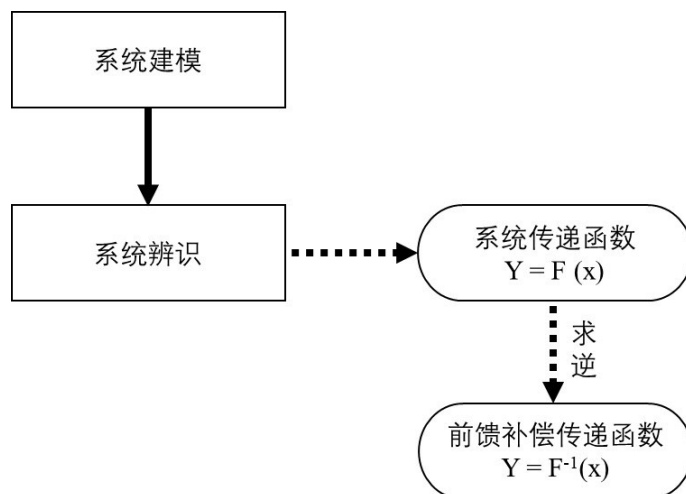 系统建模
系统辨识
系统传递函数
Y = F (x)
求
逆
前馈补偿传递函数
Y = F⁻¹(x)